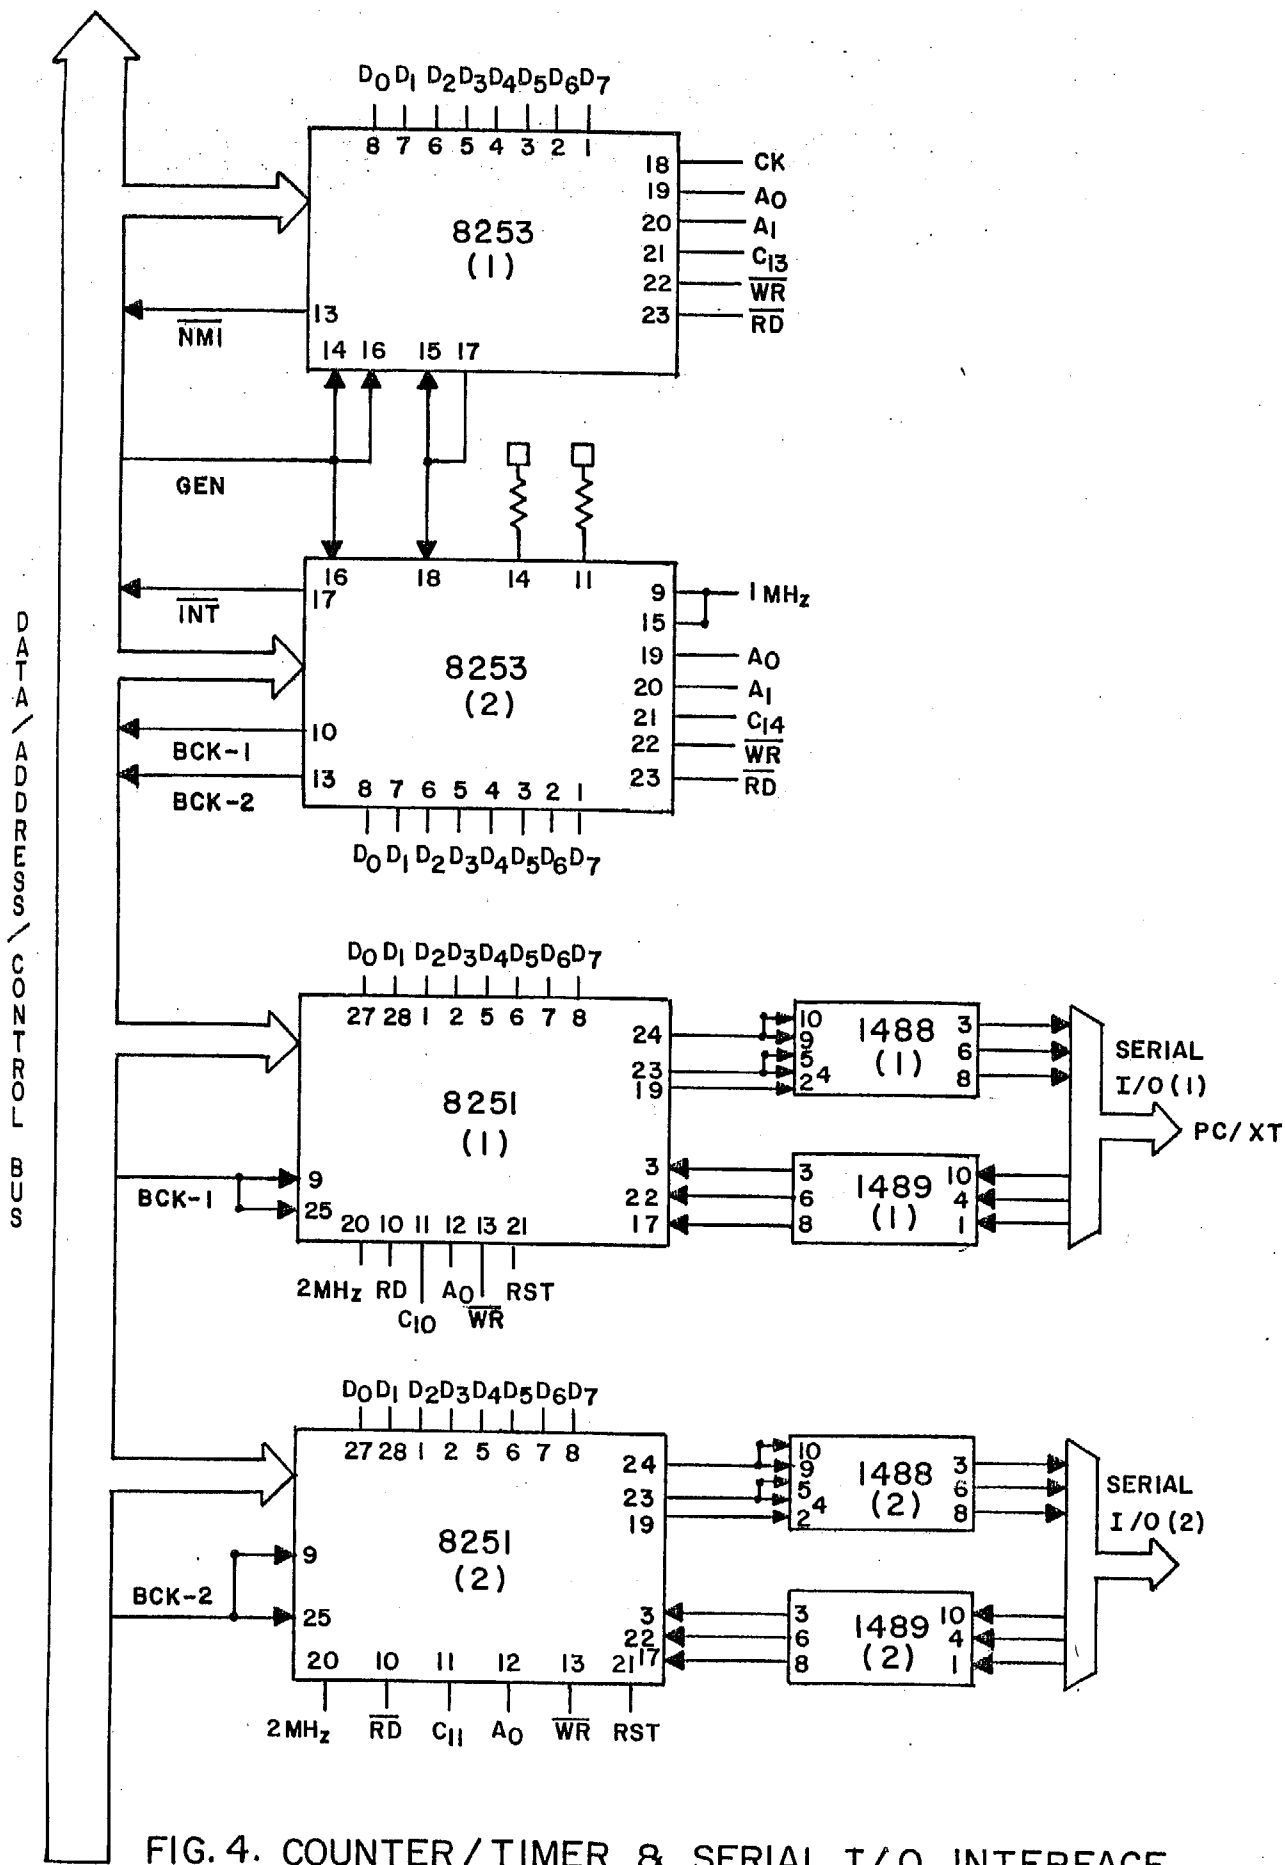 D0 D1 D2 D3 D4 D5 D6 D7
8 7 6 5 4 3 2 1
8253
(1)
18 CK
19 A0
20 A1
21 C13
22 W̅R̅
23 R̅D̅
13
N̅M̅I̅
14 16 15 17
GEN
16 18 14 11
17
I̅N̅T̅
8253
(2)
9 1MHz
15
19 A0
20 A1
21 C14
22 W̅R̅
23 R̅D̅
10
BCK-1
13
BCK-2
8 7 6 5 4 3 2 1
D0 D1 D2 D3 D4 D5 D6 D7
DATA/ADDRESS/CONTROL BUS
D0 D1 D2 D3 D4 D5 D6 D7
27 28 1 2 5 6 7 8
8251
(1)
24
23
19
3
22
17
9
BCK-1
25
20 10 11 12 13 21
2MHz RD A0 RST
C10 W̅R̅
10
9
5
4
2
1488
(1)
3
6
8
SERIAL
I/O(1)
PC/XT
3
6
8
1489
(1)
10
4
1
D0 D1 D2 D3 D4 D5 D6 D7
27 28 1 2 5 6 7 8
8251
(2)
24
23
19
3
22
17
9
BCK-2
25
20 10 11 12 13 21
2MHz R̅D̅ C11 A0 W̅R̅ RST
10
9
5
4
2
1488
(2)
3
6
8
SERIAL
I/O(2)
3
6
8
1489
(2)
10
4
1
FIG. 4. COUNTER/TIMER & SERIAL I/O INTERFACE